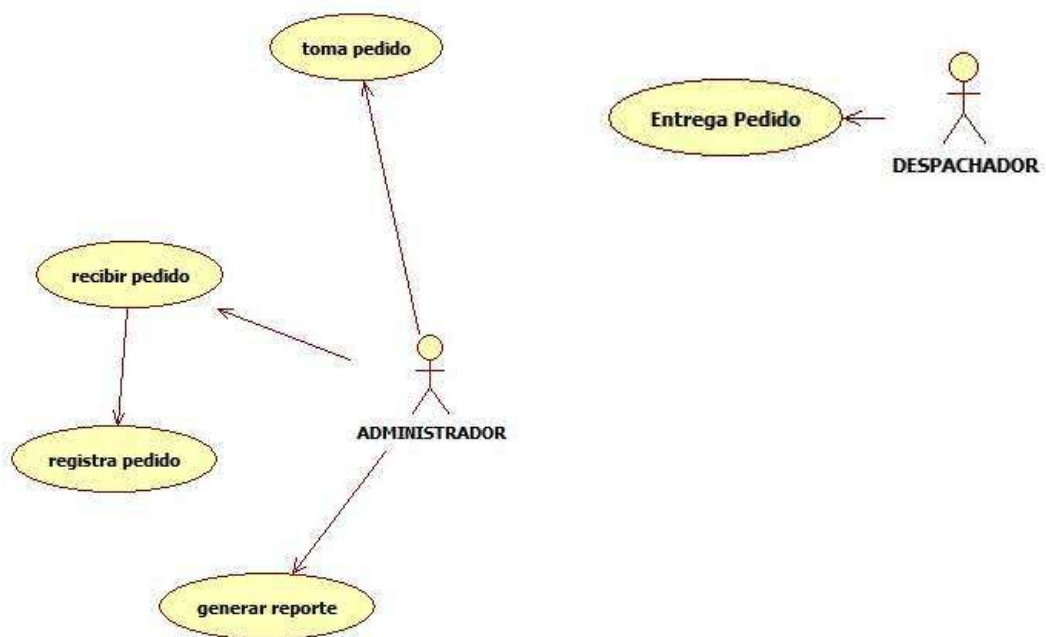 toma pedido
Entrega Pedido
DESPACHADOR
recibir pedido
ADMINISTRADOR
registra pedido
generar reporte